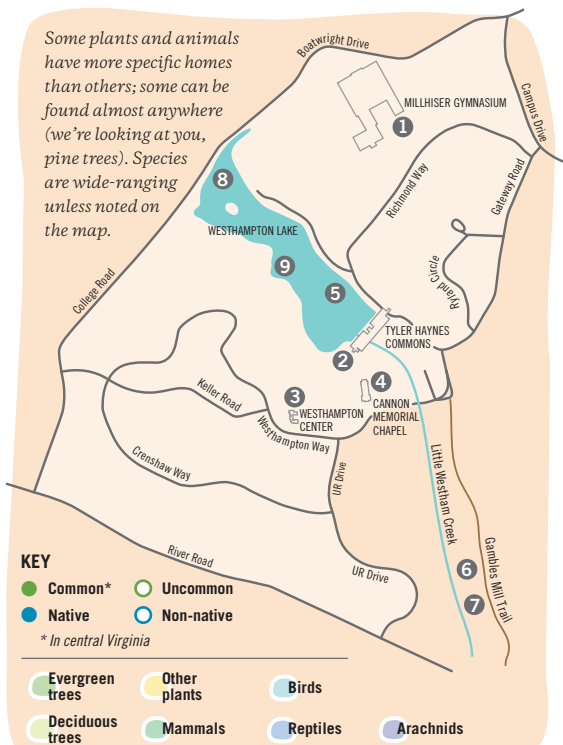 Some plants and animals
have more specific homes
than others; some can be
found almost anywhere
(we're looking at you,
pine trees). Species
are wide-ranging
unless noted on
the map.
Boatwright Drive
Campus Drive
MILLHISER GYMNASIUM
1
Richmond Way
Gateway Road
8
WESTHAMPTON LAKE
9
5
Ryland Circle
College Road
TYLER HAYNES
COMMONS
2
3
4
Keller Road
WESTHAMPTON
CENTER
CANNON
MEMORIAL
CHAPEL
Westhampton Way
Crenshaw Way
UR Drive
Little Westham Creek
River Road
UR Drive
Gambles Mill Trail
6
7
KEY
Common* Uncommon
Native Non-native
* In central Virginia
Evergreen
trees
Other
plants
Birds
Deciduous
trees
Mammals
Reptiles
Arachnids